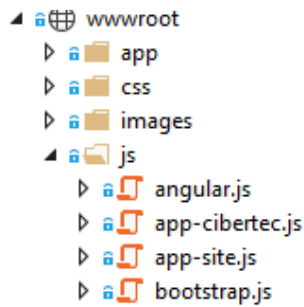 wwwroot
app
css
images
js
angular.js
app-cibertec.js
app-site.js
bootstrap.js